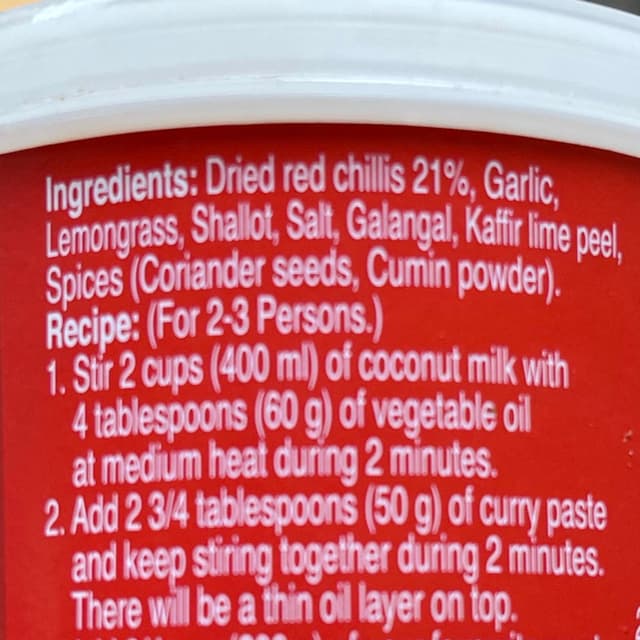 Ingredients: Dried red chillis 21%, Garlic,
Lemongrass, Shallot, Salt, Galangal, Kaffir lime peel,
Spices (Coriander seeds, Cumin powder).
Recipe: (For 2-3 Persons.)
1. Stir 2 cups (400 ml) of coconut milk with
4 tablespoons (60 g) of vegetable oil
at medium heat during 2 minutes.
2. Add 2 3/4 tablespoons (50 g) of curry paste
and keep stiring together during 2 minutes.
There will be a thin oil layer on top.